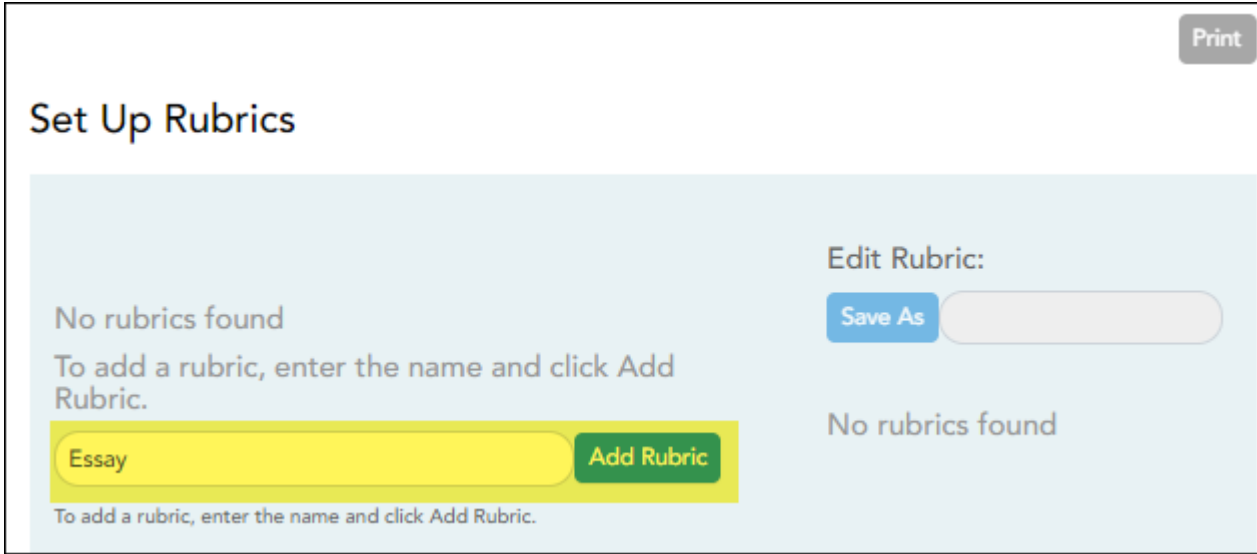 Print
Set Up Rubrics
No rubrics found
To add a rubric, enter the name and click Add
Rubric.
Essay
Add Rubric
To add a rubric, enter the name and click Add Rubric.
Edit Rubric:
Save As
No rubrics found